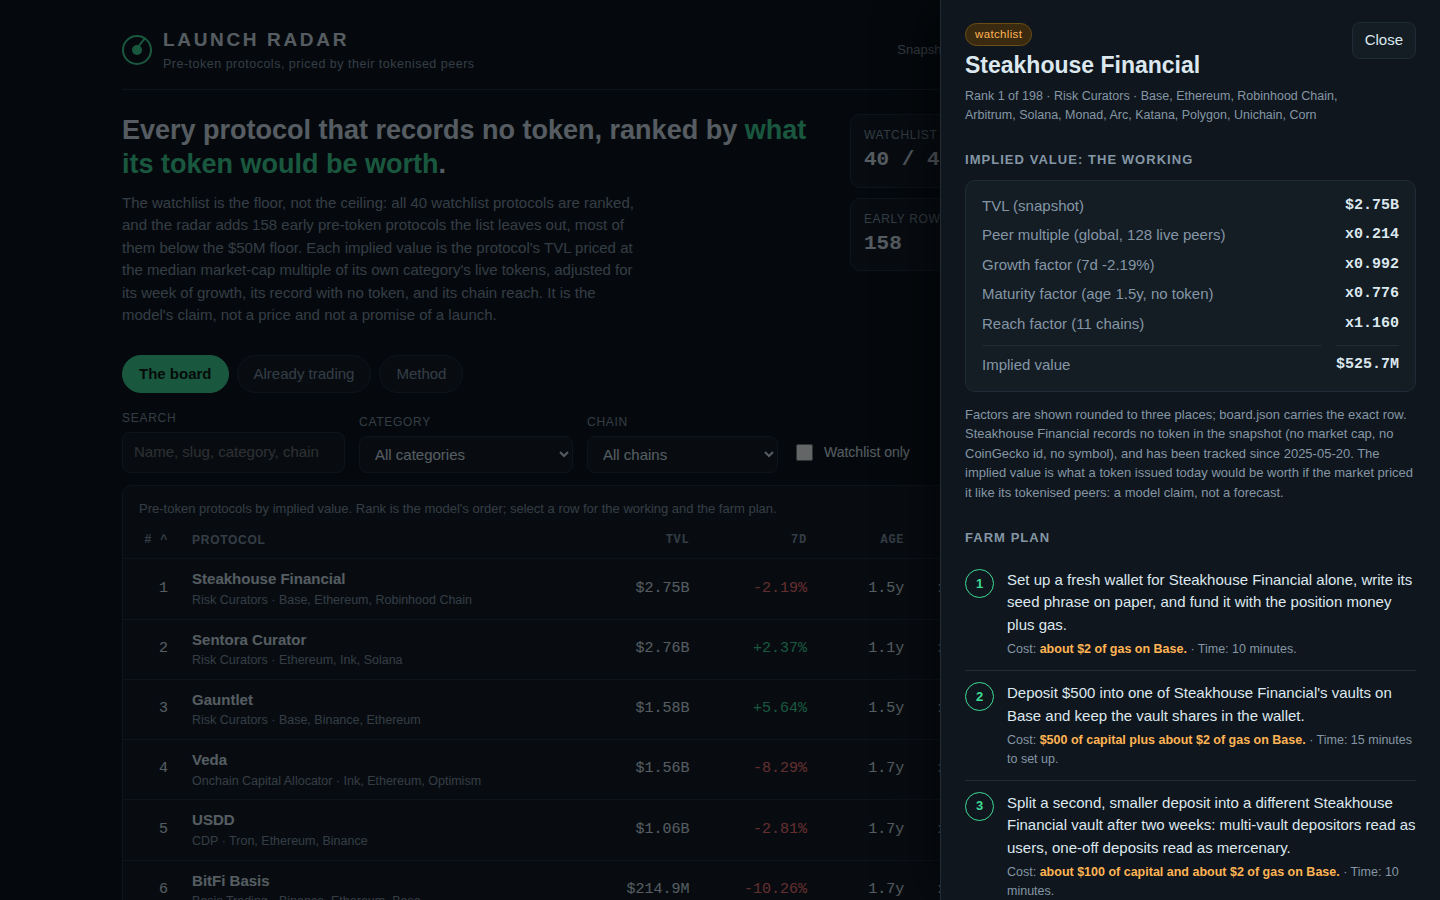 LAUNCH RADAR
Pre-token protocols, priced by their tokenised peers
Snapsh
Every protocol that records no token, ranked by what
its token would be worth.
The watchlist is the floor, not the ceiling: all 40 watchlist protocols are ranked,
and the radar adds 158 early pre-token protocols the list leaves out, most of
them below the $50M floor. Each implied value is the protocol's TVL priced at
the median market-cap multiple of its own category's live tokens, adjusted for
its week of growth, its record with no token, and its chain reach. It is the
model's claim, not a price and not a promise of a launch.
WATCHLIST
40 / 4
EARLY ROW
158
The board
Already trading
Method
SEARCH
CATEGORY
CHAIN
Name, slug, category, chain
All categories
All chains
Watchlist only
Pre-token protocols by implied value. Rank is the model's order; select a row for the working and the farm plan.
# ^ PROTOCOL TVL 7D AGE
1 Steakhouse Financial $2.75B -2.19% 1.5y
Risk Curators · Base, Ethereum, Robinhood Chain
2 Sentora Curator $2.76B +2.37% 1.1y
Risk Curators · Ethereum, Ink, Solana
3 Gauntlet $1.58B +5.64% 1.5y
Risk Curators · Base, Binance, Ethereum
4 Veda $1.56B -8.29% 1.7y
Onchain Capital Allocator · Ink, Ethereum, Optimism
5 USDD $1.06B -2.81% 1.7y
CDP · Tron, Ethereum, Binance
6 BitFi Basis $214.9M -10.26% 1.7y
Basis Trading · Binance, Ethereum, Base
watchlist
Close
Steakhouse Financial
Rank 1 of 198 · Risk Curators · Base, Ethereum, Robinhood Chain,
Arbitrum, Solana, Monad, Arc, Katana, Polygon, Unichain, Corn
IMPLIED VALUE: THE WORKING
TVL (snapshot) $2.75B
Peer multiple (global, 128 live peers) x0.214
Growth factor (7d -2.19%) x0.992
Maturity factor (age 1.5y, no token) x0.776
Reach factor (11 chains) x1.160
Implied value $525.7M
Factors are shown rounded to three places; board.json carries the exact row.
Steakhouse Financial records no token in the snapshot (no market cap, no
CoinGecko id, no symbol), and has been tracked since 2025-05-20. The
implied value is what a token issued today would be worth if the market priced
it like its tokenised peers: a model claim, not a forecast.
FARM PLAN
1 Set up a fresh wallet for Steakhouse Financial alone, write its
seed phrase on paper, and fund it with the position money
plus gas.
Cost: about $2 of gas on Base. · Time: 10 minutes.
2 Deposit $500 into one of Steakhouse Financial's vaults on
Base and keep the vault shares in the wallet.
Cost: $500 of capital plus about $2 of gas on Base. · Time: 15 minutes
to set up.
3 Split a second, smaller deposit into a different Steakhouse
Financial vault after two weeks: multi-vault depositors read as
users, one-off deposits read as mercenary.
Cost: about $100 of capital and about $2 of gas on Base. · Time: 10
minutes.